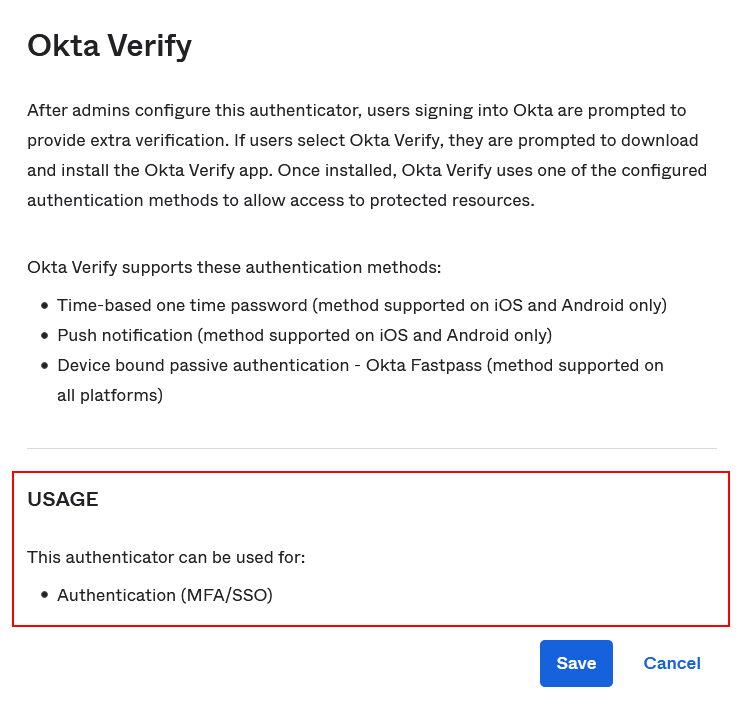 Okta Verify
After admins configure this authenticator, users signing into Okta are prompted to
provide extra verification. If users select Okta Verify, they are prompted to download
and install the Okta Verify app. Once installed, Okta Verify uses one of the configured
authentication methods to allow access to protected resources.
Okta Verify supports these authentication methods:
• Time-based one time password (method supported on iOS and Android only)
• Push notification (method supported on iOS and Android only)
• Device bound passive authentication - Okta Fastpass (method supported on
all platforms)
USAGE
This authenticator can be used for:
• Authentication (MFA/SSO)
Save Cancel